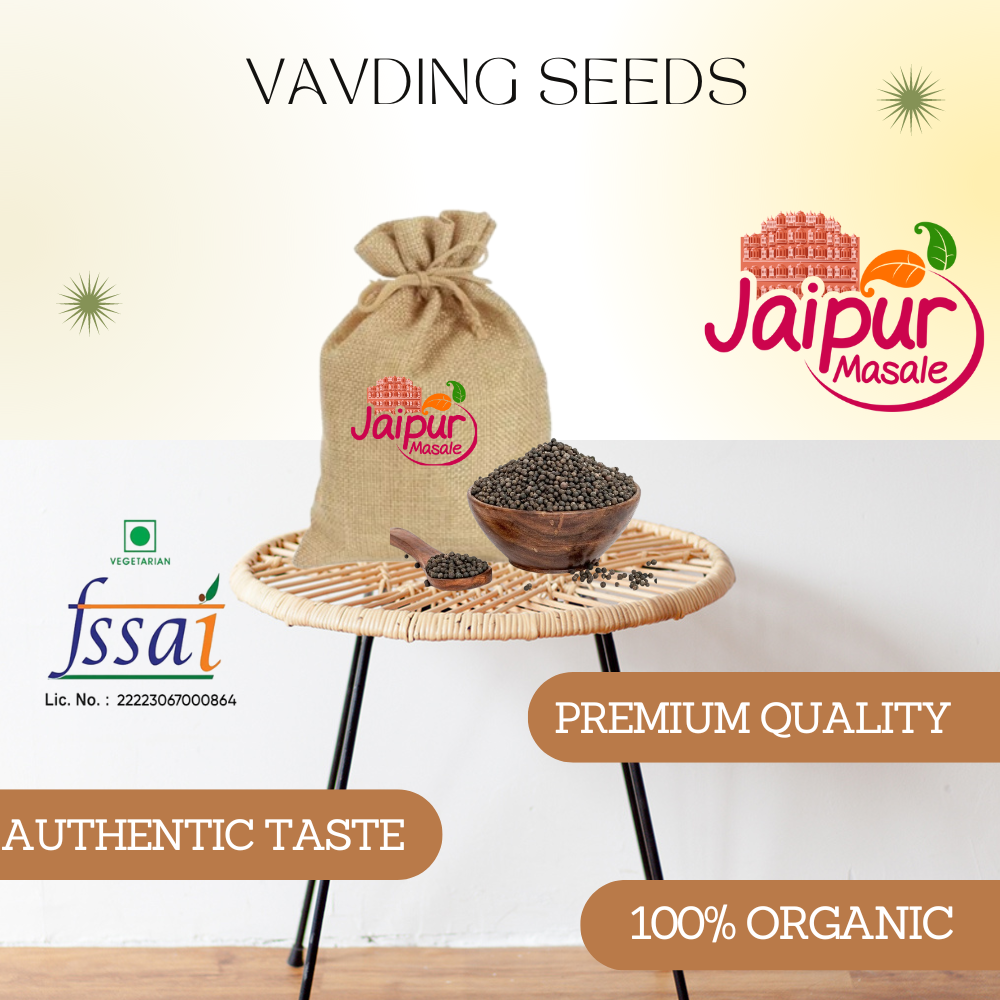 VAVDING SEEDS
Jaipur
Masale
Jaipur
Masale
VEGETARIAN
fssai
Lic. No. : 22223067000864
PREMIUM QUALITY
AUTHENTIC TASTE
100% ORGANIC